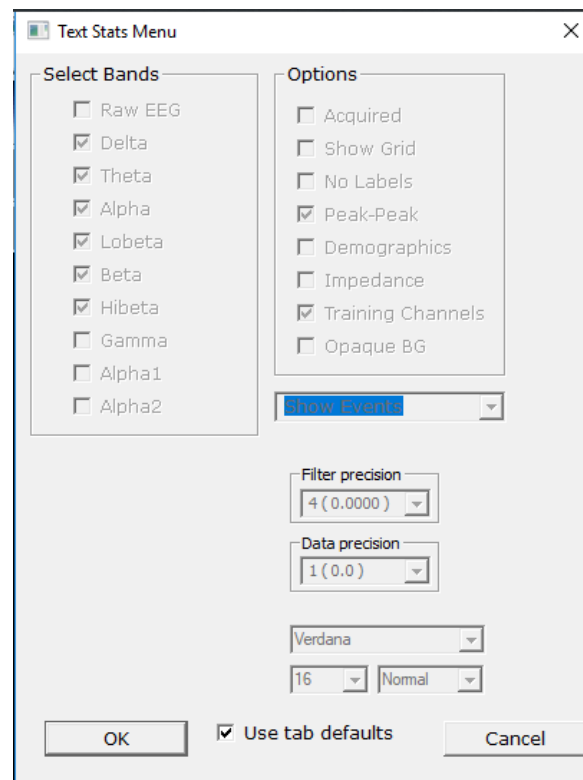 Text Stats Menu
Select Bands
Raw EEG
Delta
Theta
Alpha
Lobeta
Beta
Hibeta
Gamma
Alpha1
Alpha2
Options
Acquired
Show Grid
No Labels
Peak-Peak
Demographics
Impedance
Training Channels
Opaque BG
Show Events
Filter precision
4 ( 0.0000 )
Data precision
1 ( 0.0 )
Verdana
16 Normal
OK Use tab defaults Cancel